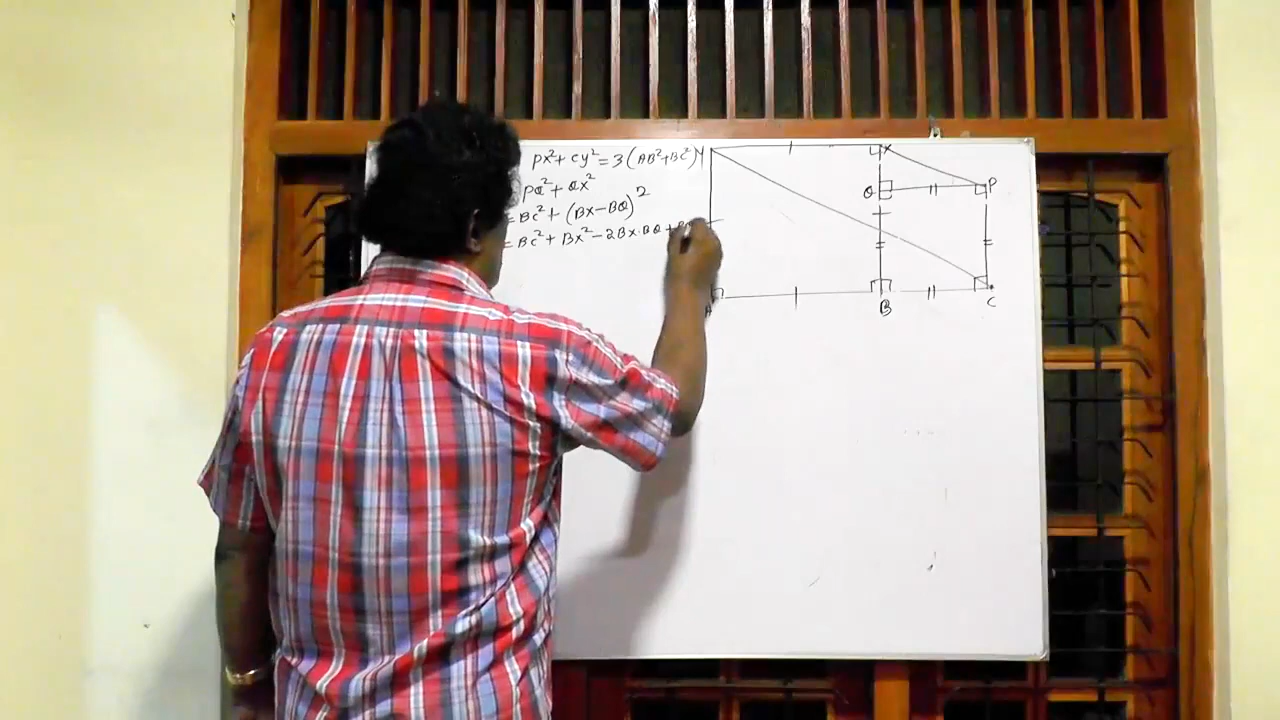 PX² + CY² = 3(AB² + BC²) Y
PQ² + QX²
= BC² + (BX - BQ)²
= BC² + BX² - 2BX·BQ +
X
Q P
A B C